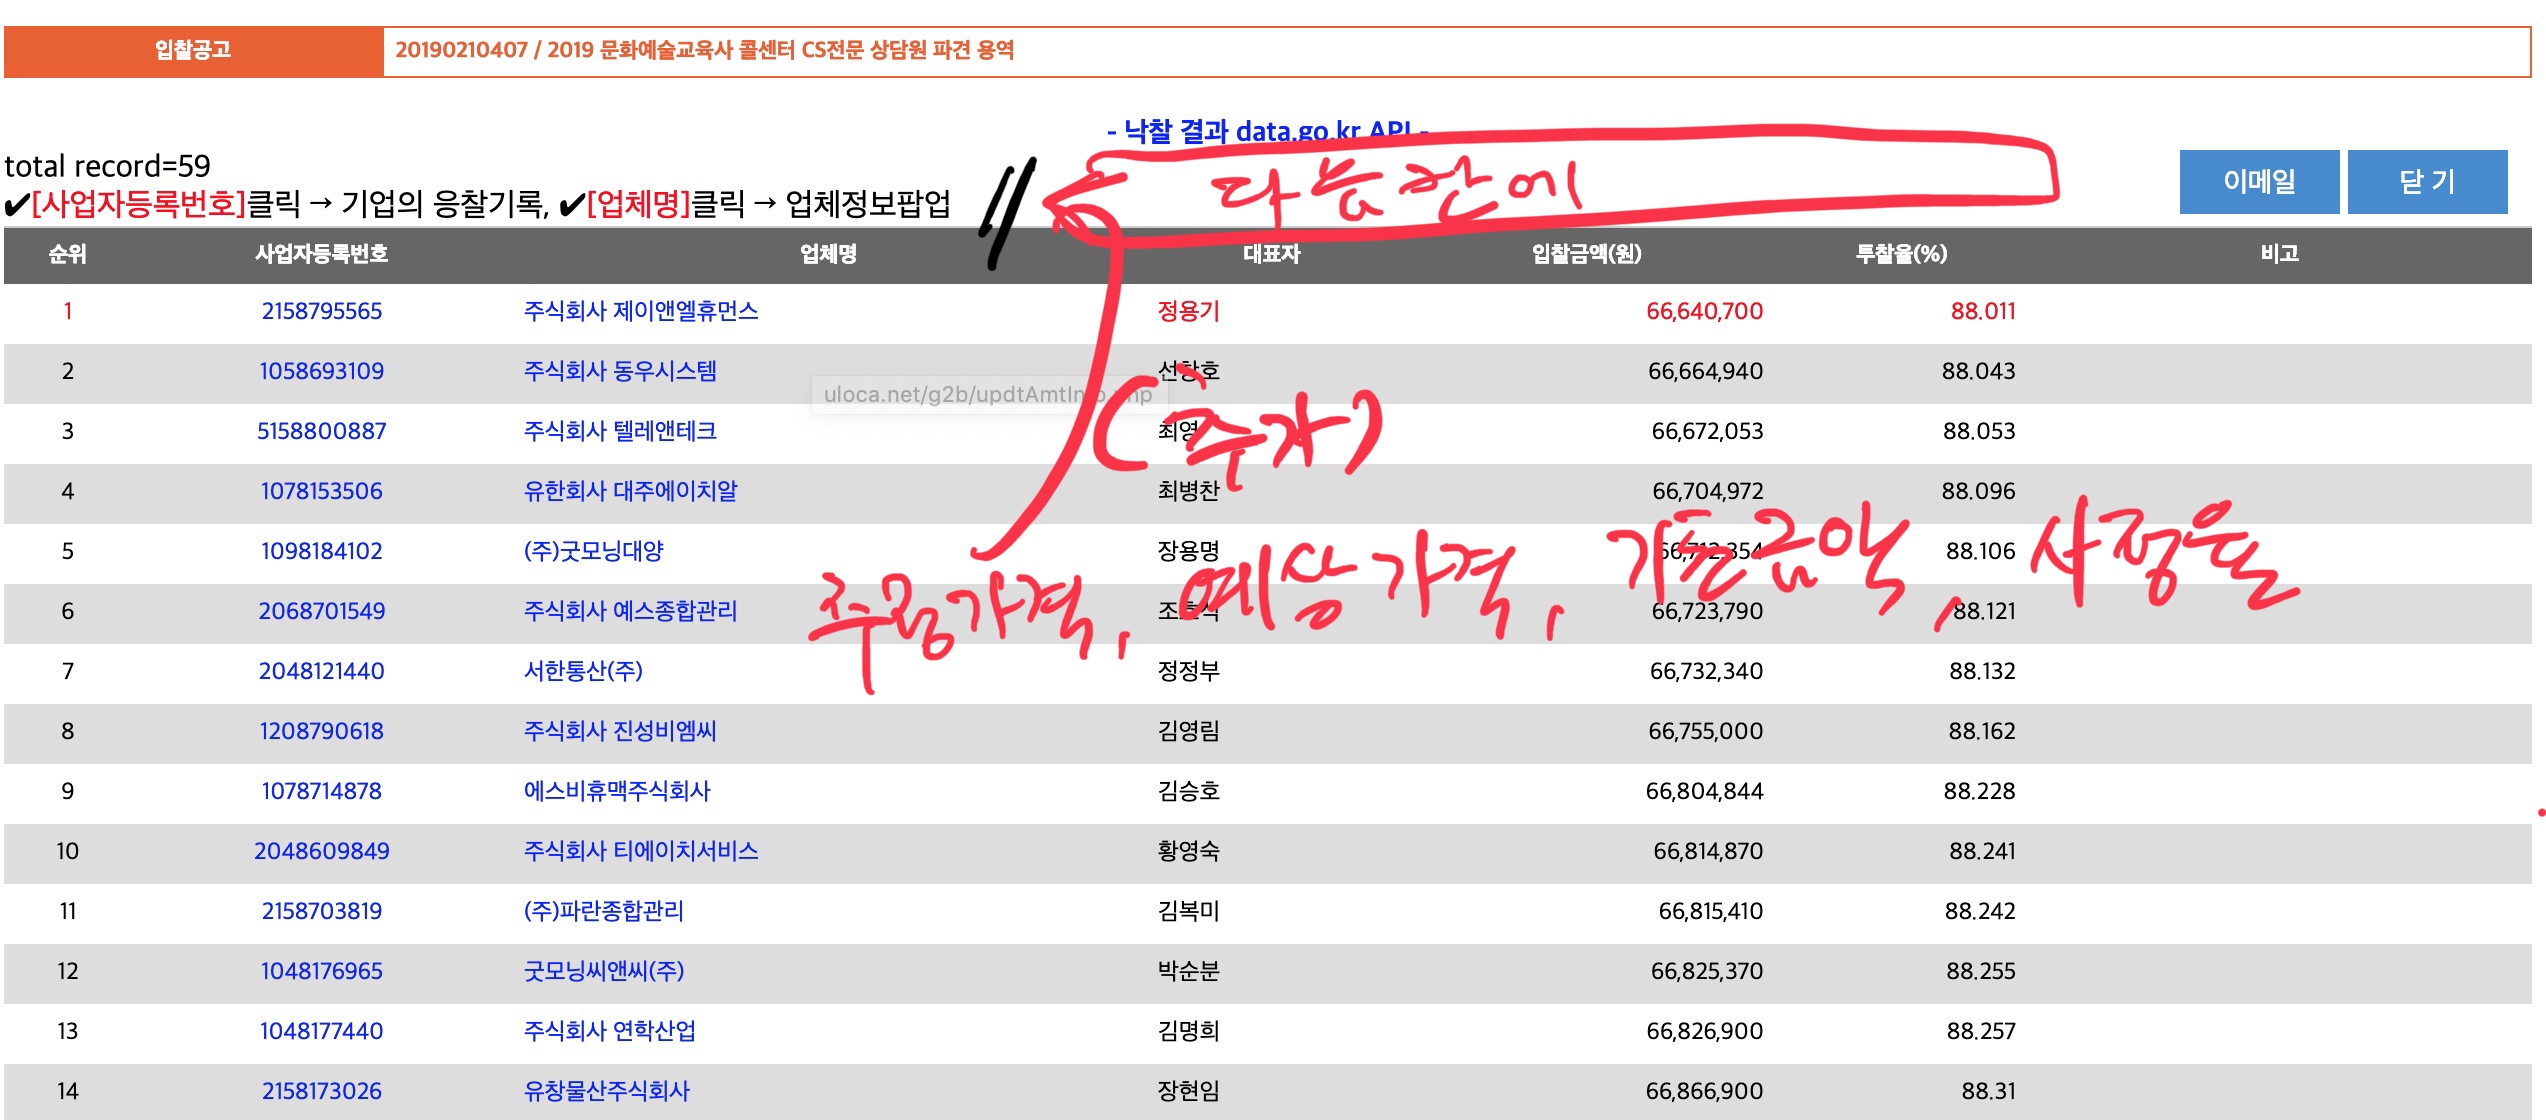 입찰공고 20190210407 / 2019 문화예술교육사 콜센터 CS전문 상담원 파견 용역
- 낙찰 결과 data.go.kr API -
total record=59
다음칸에
이메일 닫 기
✔[사업자등록번호]클릭 → 기업의 응찰기록, ✔[업체명]클릭 → 업체정보팝업 //
순위 사업자등록번호 업체명 대표자 입찰금액(원) 투찰율(%) 비고
1 2158795565 주식회사 제이앤엘휴먼스 정용기 66,640,700 88.011
2 1058693109 주식회사 동우시스템 선창호 66,664,940 88.043
uloca.net/g2b/updtAmtInfo.php
(추가)
3 5158800887 주식회사 텔레앤테크 최영 66,672,053 88.053
4 1078153506 유한회사 대주에이치알 최병찬 66,704,972 88.096
5 1098184102 (주)굿모닝대양 장용명 66,712,354 88.106
가격, 예상가격, 기초금액, 사정율
6 2068701549 주식회사 예스종합관리 66,723,790 88.121
7 2048121440 서한통산(주) 정정부 66,732,340 88.132
8 1208790618 주식회사 진성비엠씨 김영림 66,755,000 88.162
9 1078714878 에스비휴맥주식회사 김승호 66,804,844 88.228
10 2048609849 주식회사 티에이치서비스 황영숙 66,814,870 88.241
11 2158703819 (주)파란종합관리 김복미 66,815,410 88.242
12 1048176965 굿모닝씨앤씨(주) 박순분 66,825,370 88.255
13 1048177440 주식회사 연학산업 김명희 66,826,900 88.257
14 2158173026 유창물산주식회사 장현임 66,866,900 88.31